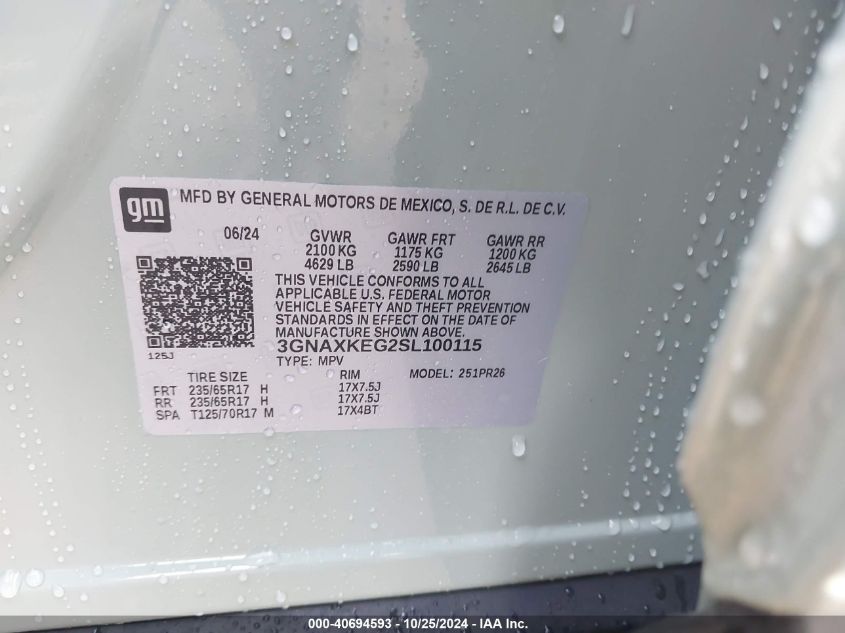 gm MFD BY GENERAL MOTORS DE MEXICO, S. DE R.L. DE C.V.
06/24 GVWR GAWR FRT GAWR RR
2100 KG 1175 KG 1200 KG
4629 LB 2590 LB 2645 LB
THIS VEHICLE CONFORMS TO ALL
APPLICABLE U.S. FEDERAL MOTOR
VEHICLE SAFETY AND THEFT PREVENTION
STANDARDS IN EFFECT ON THE DATE OF
MANUFACTURE SHOWN ABOVE.
3GNAXKEG2SL100115
125J
TYPE: MPV MODEL: 251PR26
TIRE SIZE RIM
FRT 235/65R17 H 17X7.5J
RR 235/65R17 H 17X7.5J
SPA T125/70R17 M 17X4BT
000-40694593 - 10/25/2024 - IAA Inc.